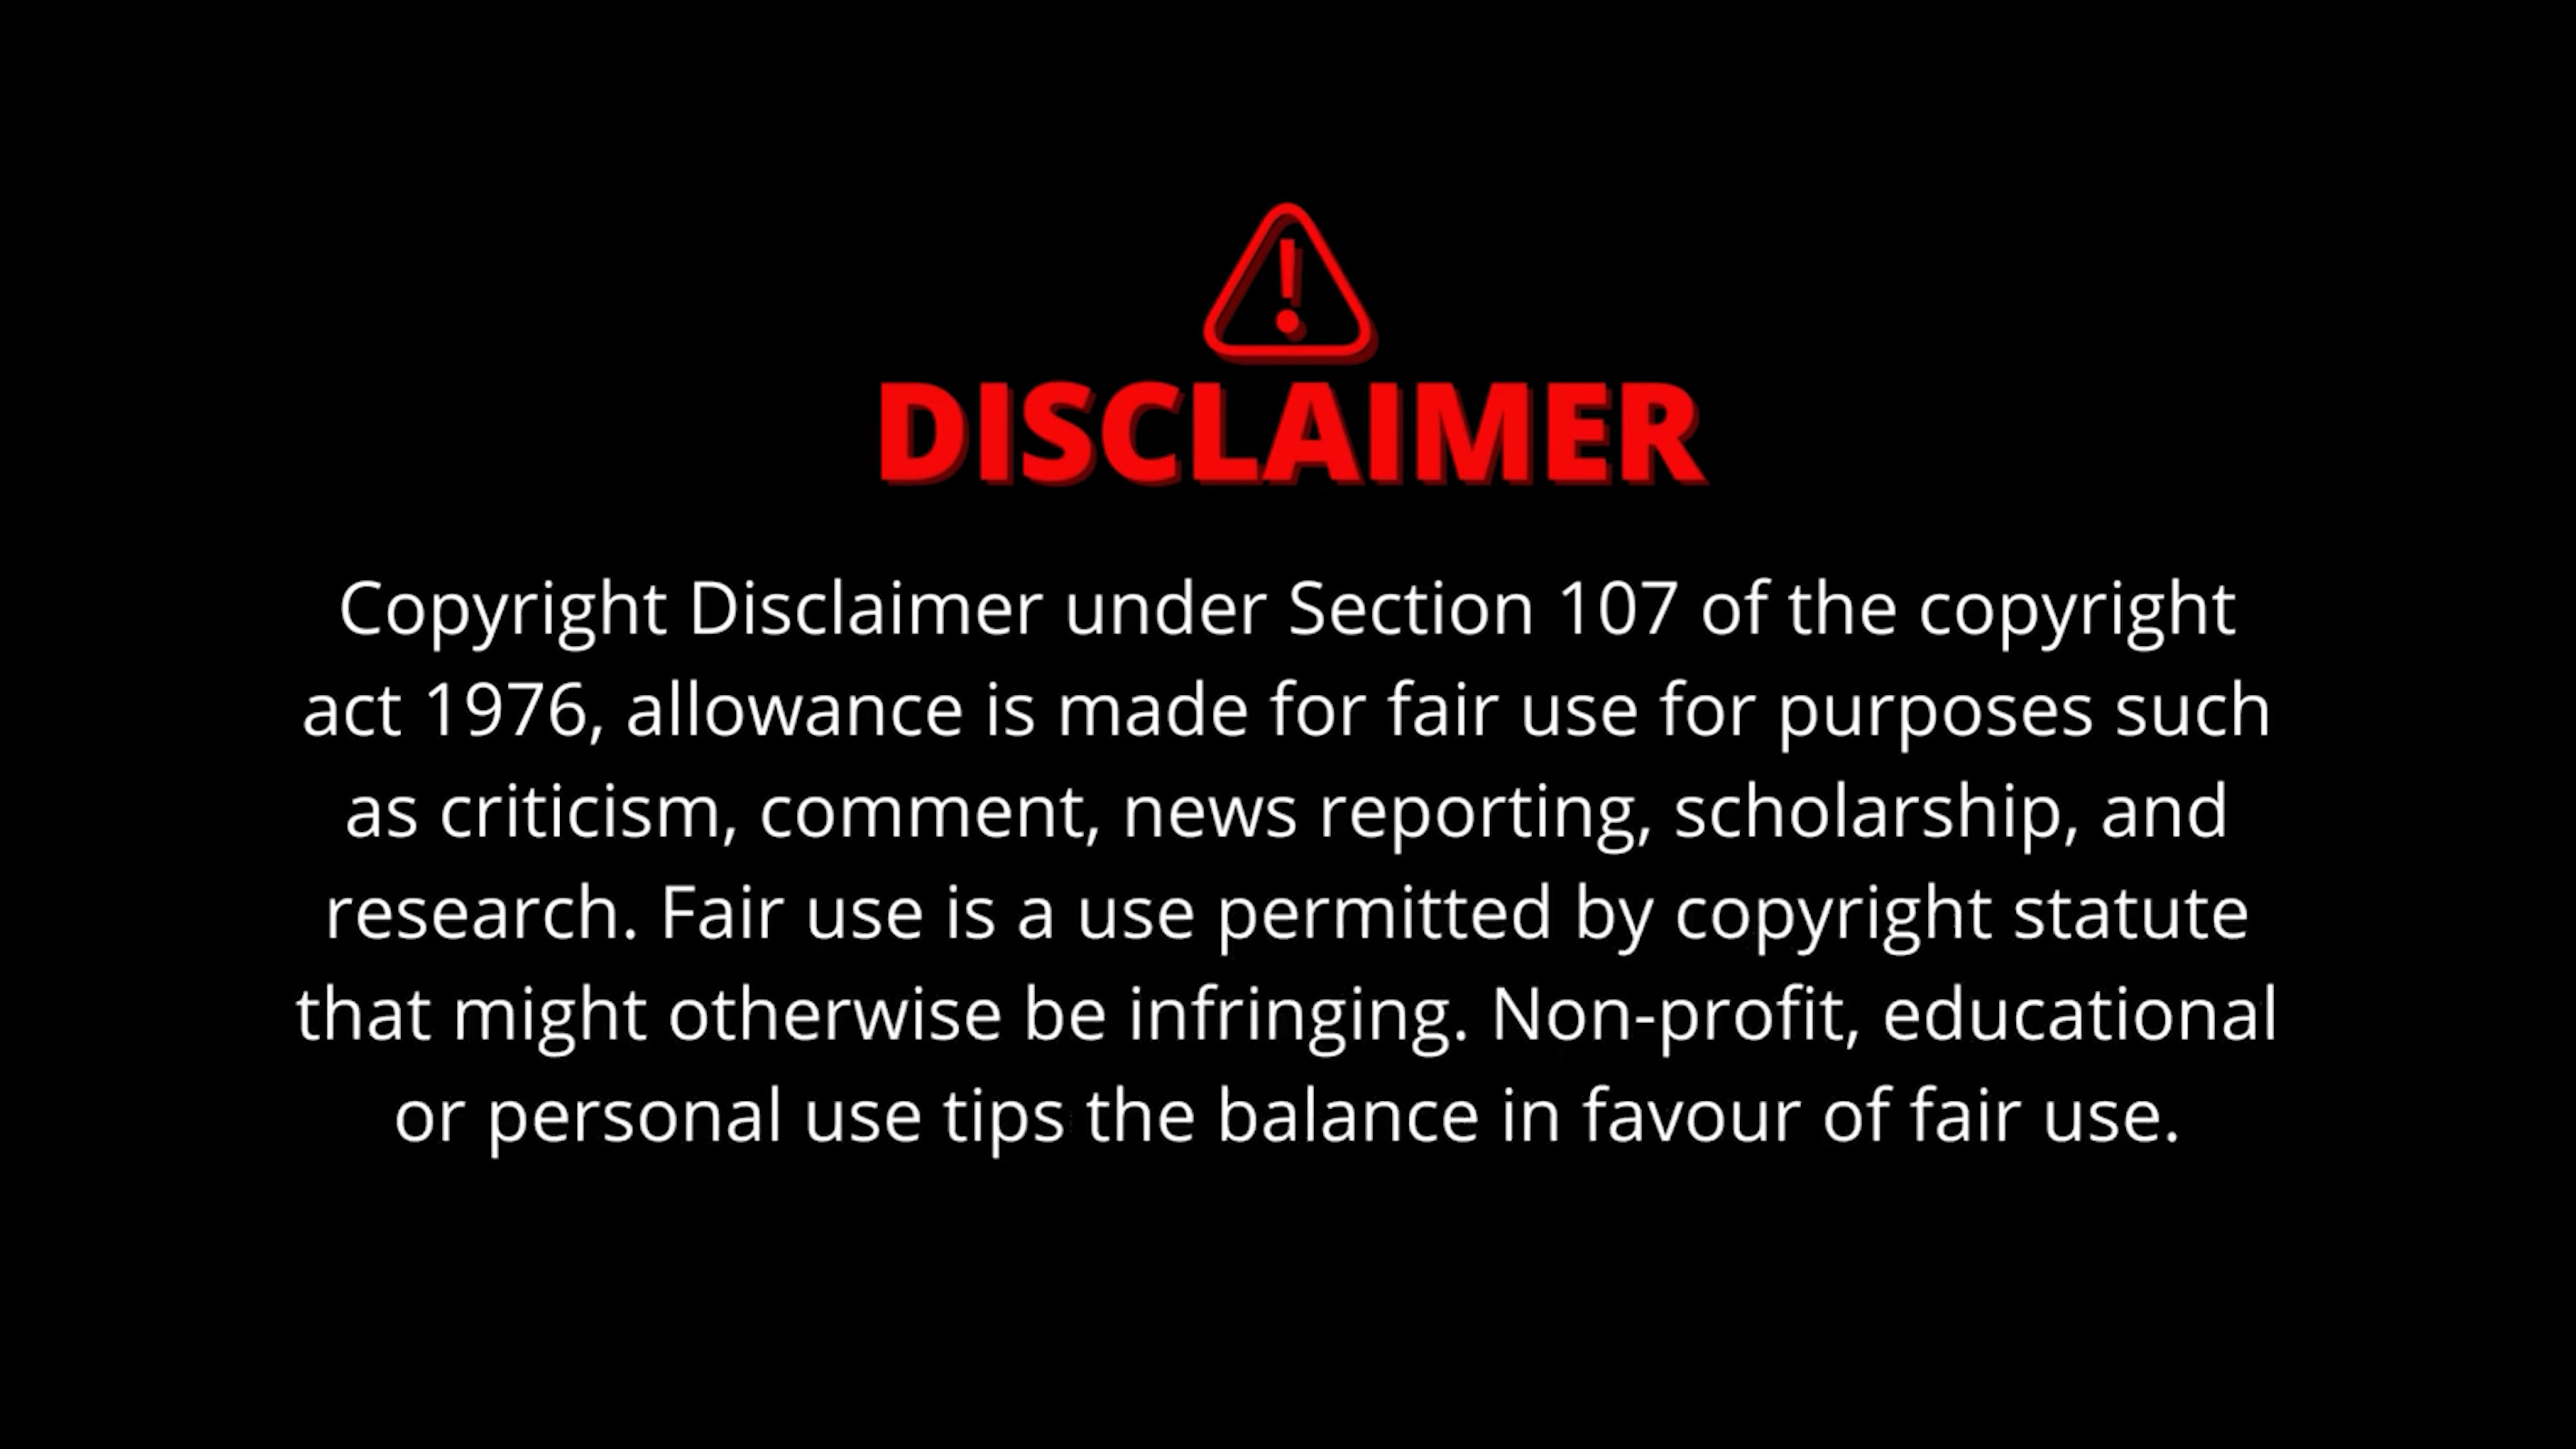 DISCLAIMER
Copyright Disclaimer under Section 107 of the copyright
act 1976, allowance is made for fair use for purposes such
as criticism, comment, news reporting, scholarship, and
research. Fair use is a use permitted by copyright statute
that might otherwise be infringing. Non-profit, educational
or personal use tips the balance in favour of fair use.